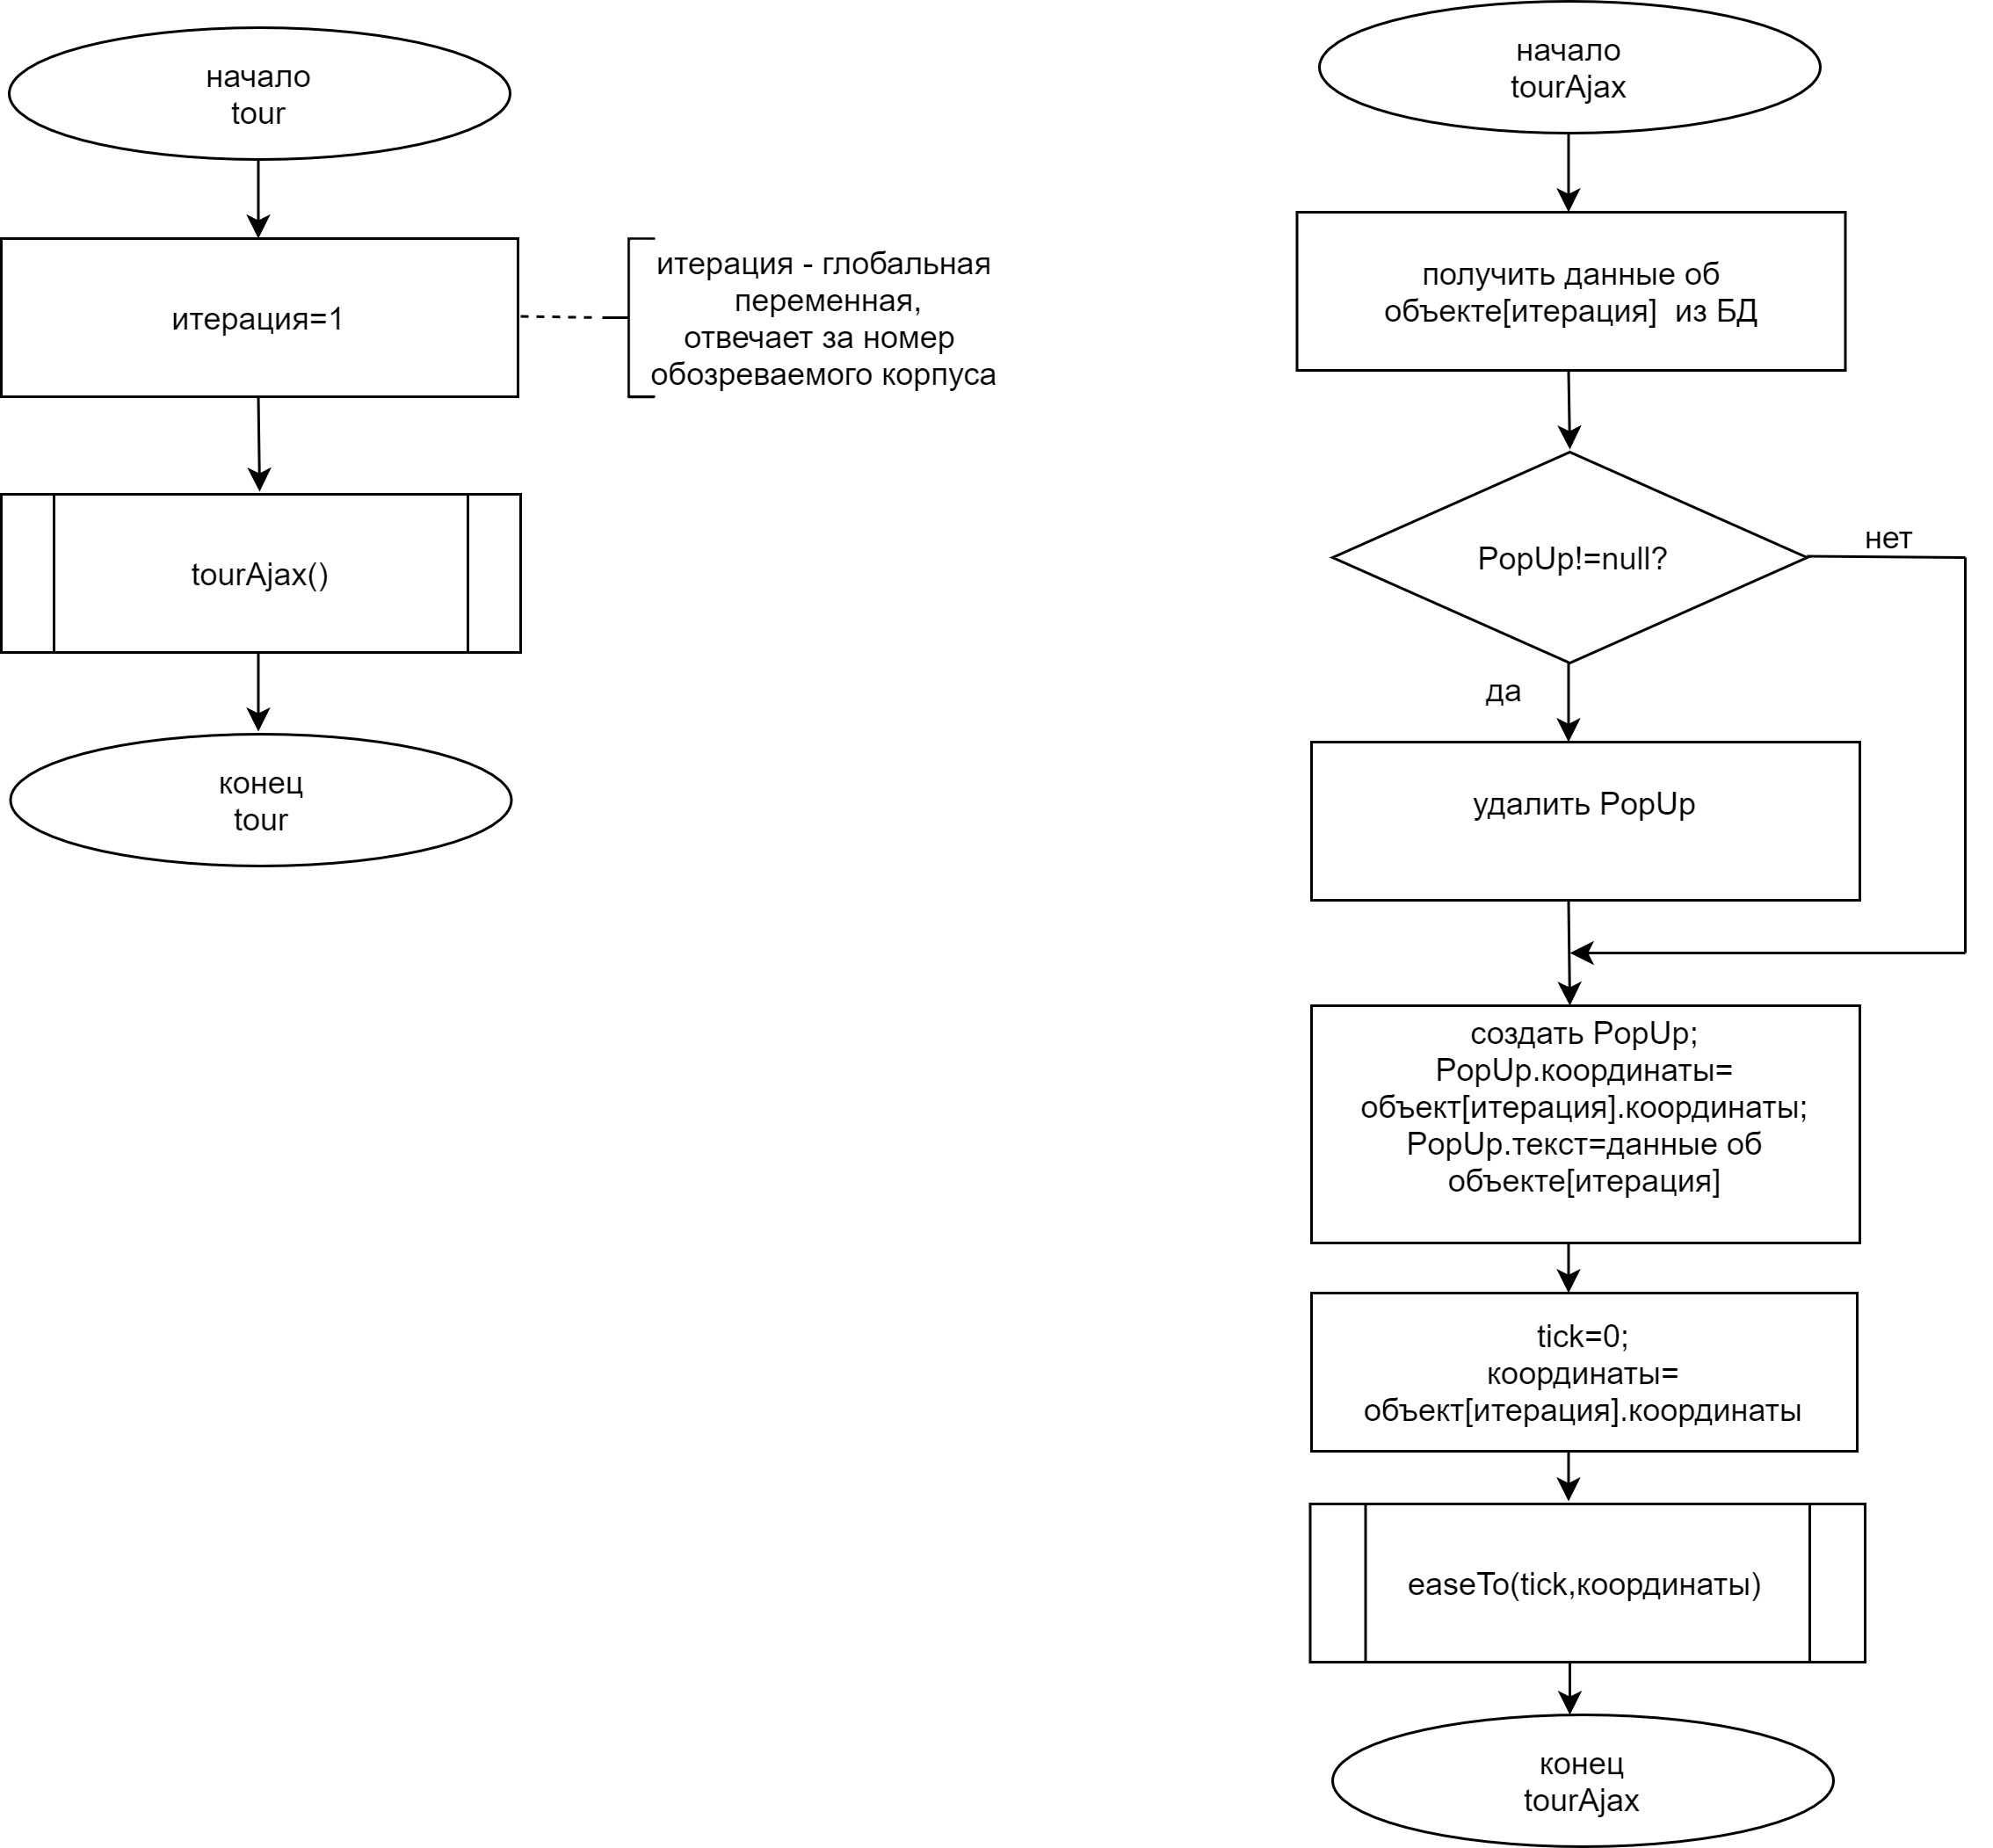 начало
tour
итерация=1
итерация - глобальная
переменная,
отвечает за номер
обозреваемого корпуса
tourAjax()
конец
tour
начало
tourAjax
получить данные об
объекте[итерация]  из БД
PopUp!=null?
нет
да
удалить PopUp
создать PopUp;
PopUp.координаты=
объект[итерация].координаты;
PopUp.текст=данные об
объекте[итерация]
tick=0;
координаты=
объект[итерация].координаты
easeTo(tick,координаты)
конец
tourAjax